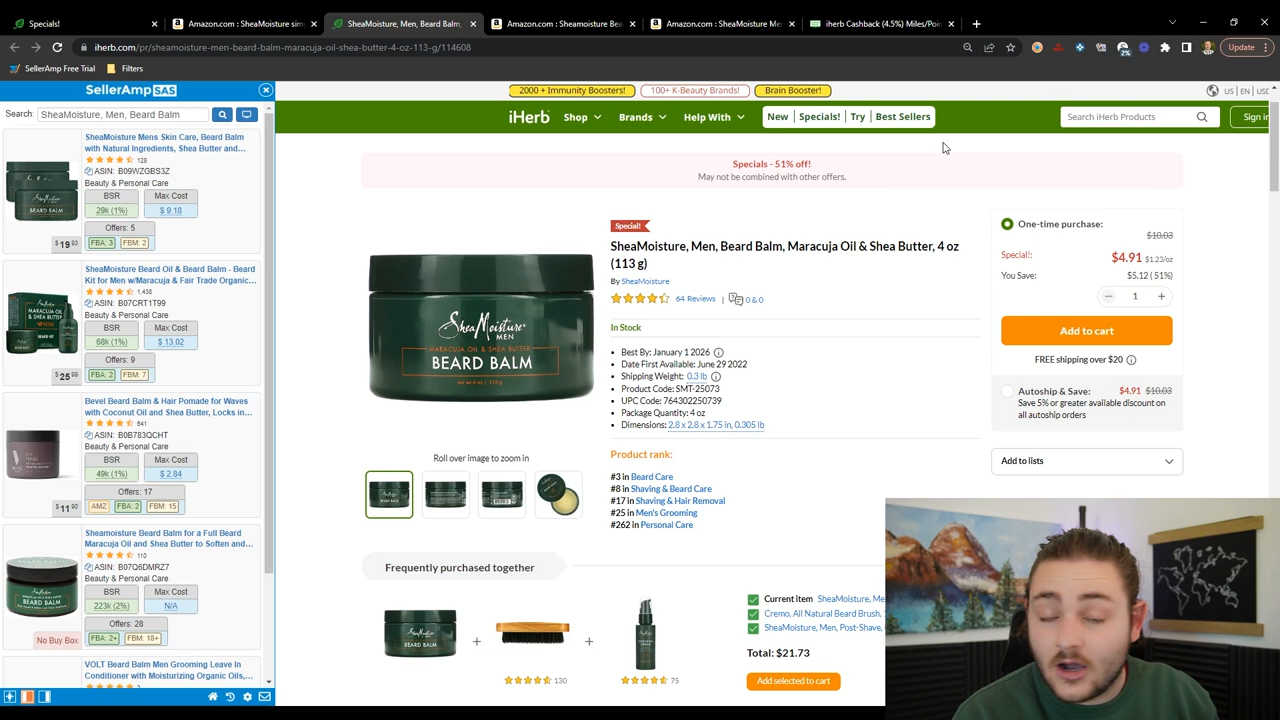 Specials!
Amazon.com : SheaMoisture sim
SheaMoisture, Men, Beard Balm,
Amazon.com : Sheamoisture Bea
Amazon.com : SheaMoisture Me
iherb Cashback (4.5%) Miles/Poin
iherb.com/pr/sheamoisture-men-beard-balm-maracuja-oil-shea-butter-4-oz-113-g/114608
2%
Update
SellerAmp Free Trial
Filters
SellerAmp SAS
Search:
SheaMoisture, Men, Beard Balm
SheaMoisture Mens Skin Care, Beard Balm
with Natural Ingredients, Shea Butter and...
128
ASIN: B09WZGBS3Z
Beauty & Personal Care
BSR
Max Cost
29k (1%)
$ 9.18
Offers: 5
FBA: 3
FBM: 2
$ 19 93
SheaMoisture Beard Oil & Beard Balm - Beard
Kit for Men w/Maracuja & Fair Trade Organic...
1,438
ASIN: B07CRT1T99
Beauty & Personal Care
BSR
Max Cost
68k (1%)
$ 13.02
Offers: 9
FBA: 2
FBM: 7
$ 25 99
Bevel Beard Balm & Hair Pomade for Waves
with Coconut Oil and Shea Butter, Locks in...
641
ASIN: B0B783QCHT
Beauty & Personal Care
BSR
Max Cost
49k (1%)
$ 2.84
Offers: 17
AMZ
FBA: 2
FBM: 15
$ 11 90
Sheamoisture Beard Balm for a Full Beard
Maracuja Oil and Shea Butter to Soften and...
110
ASIN: B07Q6DMRZ7
Beauty & Personal Care
BSR
Max Cost
223k (2%)
N/A
Offers: 28
FBA: 2+
FBM: 18+
No Buy Box
VOLT Beard Balm Men Grooming Leave In
Conditioner with Moisturizing Organic Oils,...
2000 + Immunity Boosters!
100+ K-Beauty Brands!
Brain Booster!
US | EN | USD
iHerb
Shop
Brands
Help With
New
Specials!
Try
Best Sellers
Search iHerb Products
Sign in
Specials - 51% off!
May not be combined with other offers.
Special!
SheaMoisture, Men, Beard Balm, Maracuja Oil & Shea Butter, 4 oz
(113 g)
By SheaMoisture
64 Reviews
0 & 0
In Stock
Best By: January 1 2026
Date First Available: June 29 2022
Shipping Weight: 0.3 lb
Product Code: SMT-25073
UPC Code: 764302250739
Package Quantity: 4 oz
Dimensions: 2.8 x 2.8 x 1.75 in, 0.305 lb
Product rank:
#3 in Beard Care
#8 in Shaving & Beard Care
#17 in Shaving & Hair Removal
#25 in Men's Grooming
#262 in Personal Care
SheaMoisture
MEN
MARACUJA OIL & SHEA BUTTER
BEARD BALM
Roll over image to zoom in
One-time purchase:
$10.03
Special!:
$4.91 $1.23/oz
You Save:
$5.12 (51%)
1
Add to cart
FREE shipping over $20
Autoship & Save:
$4.91 $10.03
Save 5% or greater available discount on
all autoship orders
Add to lists
Frequently purchased together
BEARD BALM
+
+
130
75
Current item SheaMoisture, Me
Cremo, All Natural Beard Brush,
SheaMoisture, Men, Post-Shave,
Total: $21.73
Add selected to cart